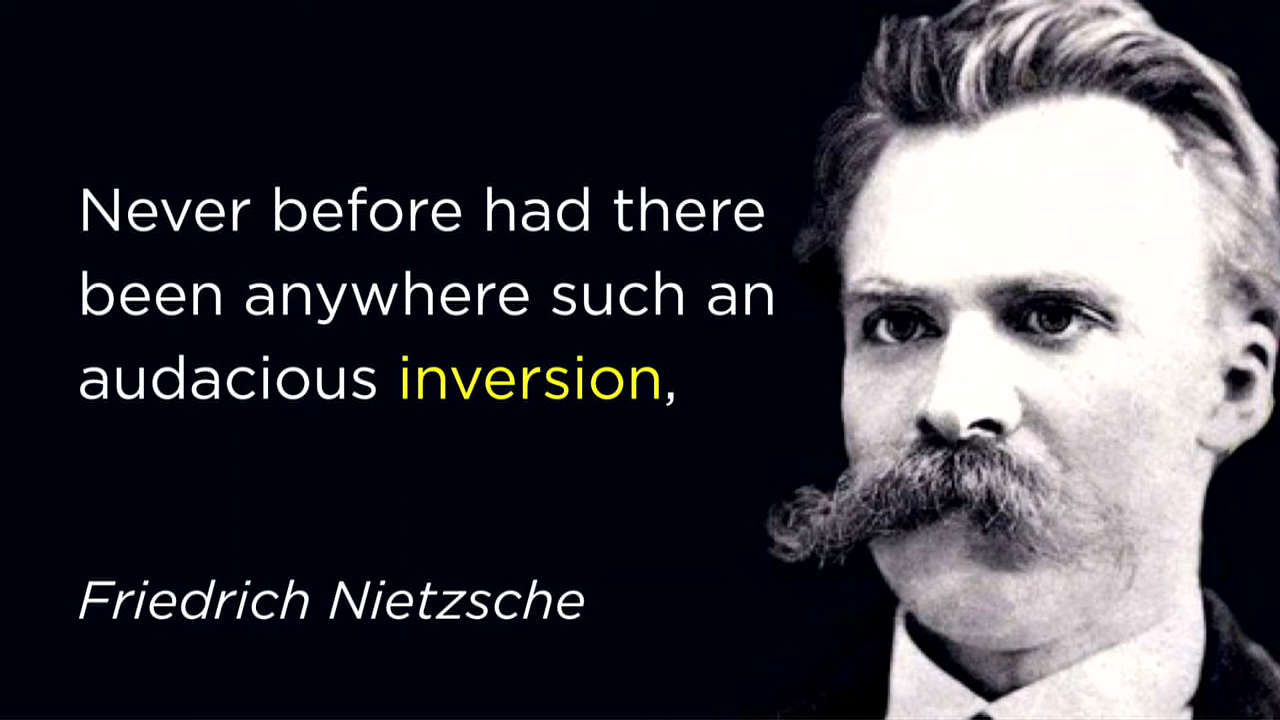 Never before had there
been anywhere such an
audacious inversion,
Friedrich Nietzsche